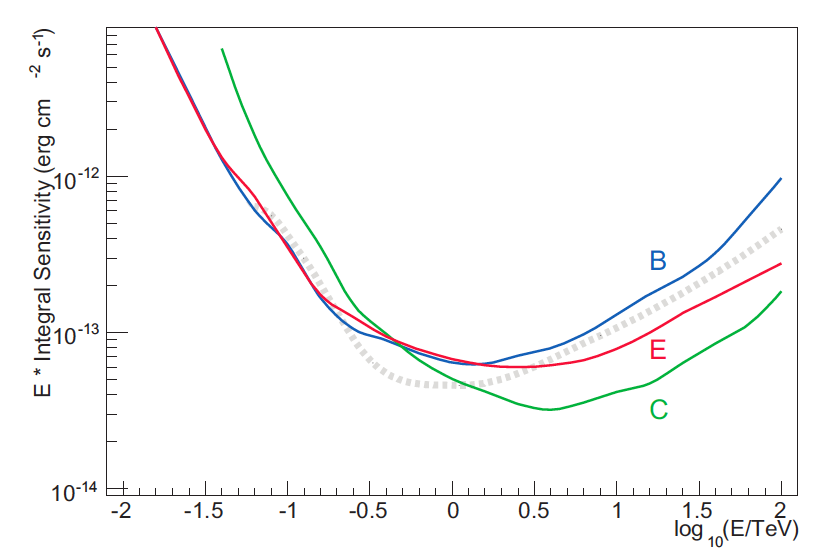 E * Integral Sensitivity (erg cm⁻² s⁻¹)
10⁻¹²
10⁻¹³
10⁻¹⁴
B
E
C
-2 -1.5 -1 -0.5 0 0.5 1 1.5 2
log₁₀(E/TeV)